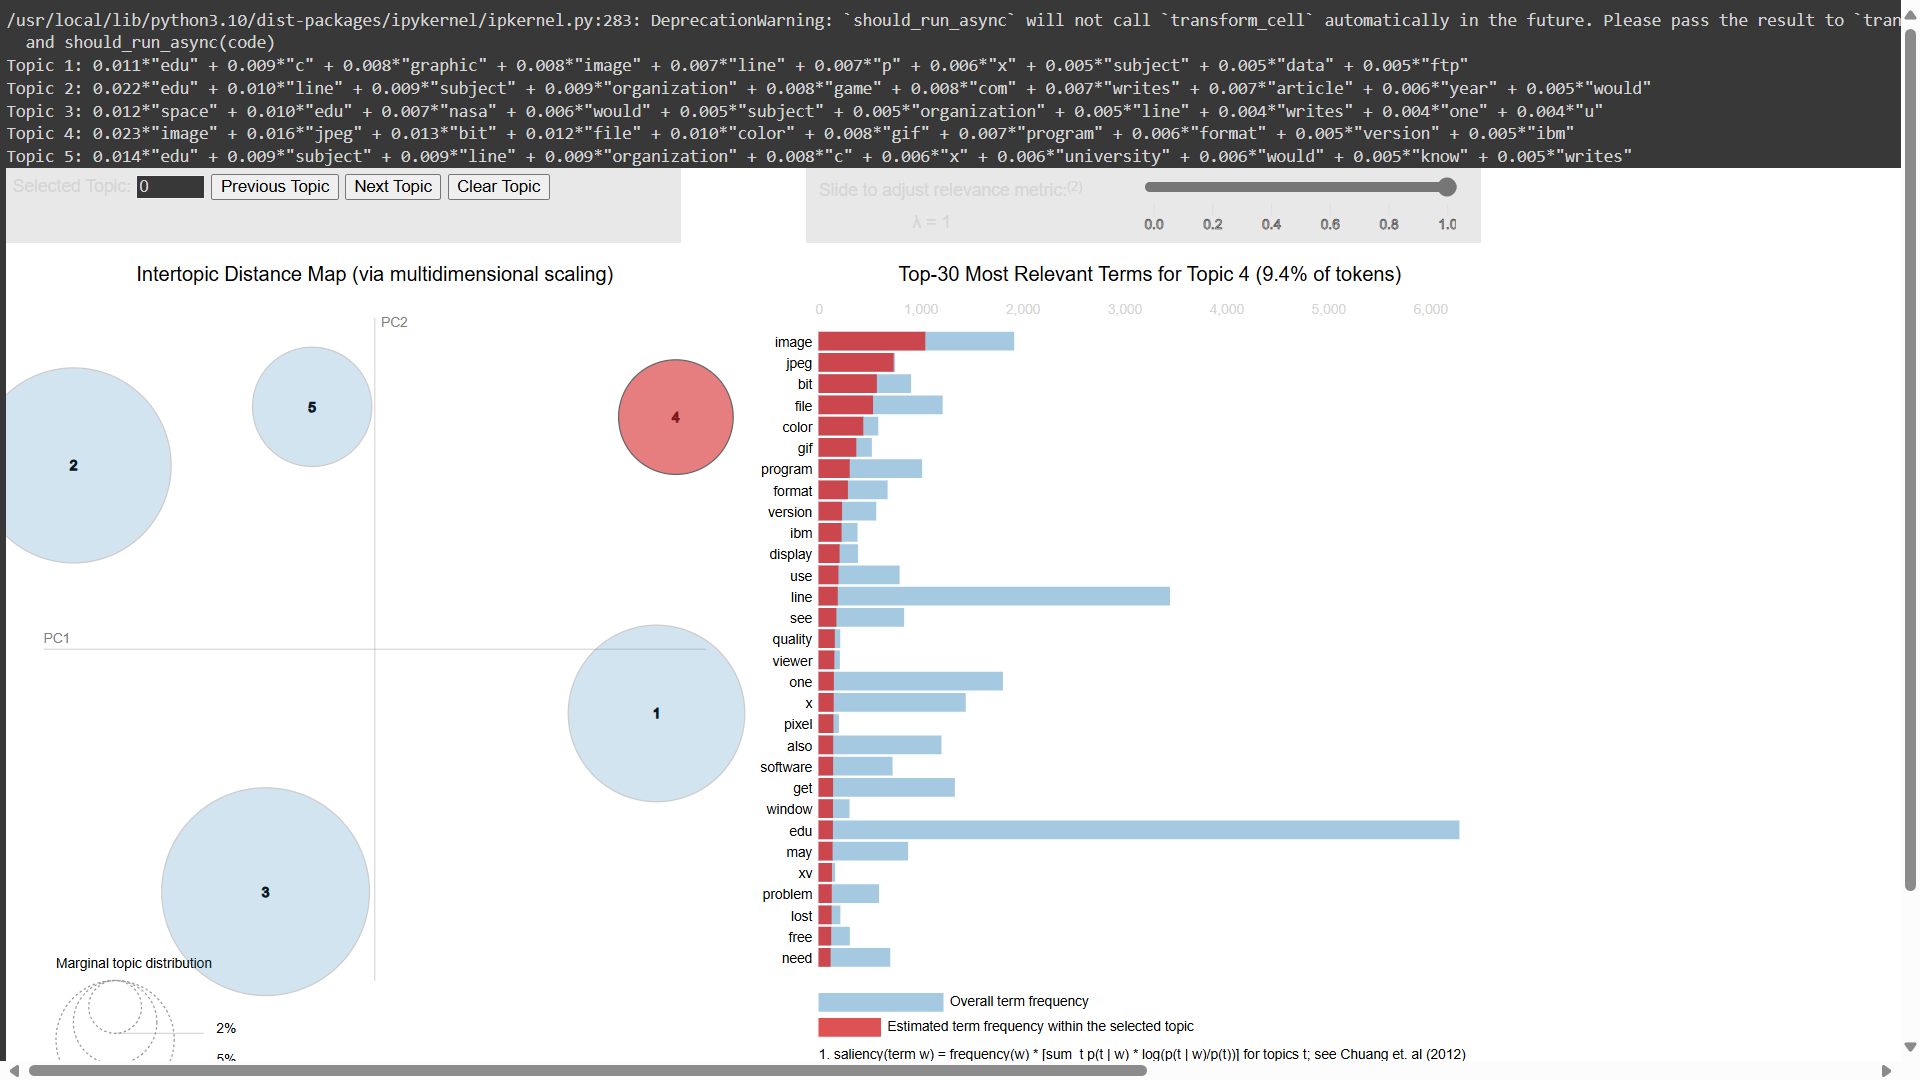 /usr/local/lib/python3.10/dist-packages/ipykernel/ipkernel.py:283: DeprecationWarning: `should_run_async` will not call `transform_cell` automatically in the future. Please pass the result to `tran
and should_run_async(code)
Topic 1: 0.011*"edu" + 0.009*"c" + 0.008*"graphic" + 0.008*"image" + 0.007*"line" + 0.007*"p" + 0.006*"x" + 0.005*"subject" + 0.005*"data" + 0.005*"ftp"
Topic 2: 0.022*"edu" + 0.010*"line" + 0.009*"subject" + 0.009*"organization" + 0.008*"game" + 0.008*"com" + 0.007*"writes" + 0.007*"article" + 0.006*"year" + 0.005*"would"
Topic 3: 0.012*"space" + 0.010*"edu" + 0.007*"nasa" + 0.006*"would" + 0.005*"subject" + 0.005*"organization" + 0.005*"line" + 0.004*"writes" + 0.004*"one" + 0.004*"u"
Topic 4: 0.023*"image" + 0.016*"jpeg" + 0.013*"bit" + 0.012*"file" + 0.010*"color" + 0.008*"gif" + 0.007*"program" + 0.006*"format" + 0.005*"version" + 0.005*"ibm"
Topic 5: 0.014*"edu" + 0.009*"subject" + 0.009*"line" + 0.009*"organization" + 0.008*"c" + 0.006*"x" + 0.006*"university" + 0.006*"would" + 0.005*"know" + 0.005*"writes"
Selected Topic: 0 Previous Topic Next Topic Clear Topic
Slide to adjust relevance metric:(2)
λ = 1
0.0 0.2 0.4 0.6 0.8 1.0
Intertopic Distance Map (via multidimensional scaling)
PC2
5
4
2
PC1
1
3
Marginal topic distribution
2%
5%
Top-30 Most Relevant Terms for Topic 4 (9.4% of tokens)
0 1,000 2,000 3,000 4,000 5,000 6,000
image
jpeg
bit
file
color
gif
program
format
version
ibm
display
use
line
see
quality
viewer
one
x
pixel
also
software
get
window
edu
may
xv
problem
lost
free
need
Overall term frequency
Estimated term frequency within the selected topic
1. saliency(term w) = frequency(w) * [sum_t p(t | w) * log(p(t | w)/p(t))] for topics t; see Chuang et. al (2012)